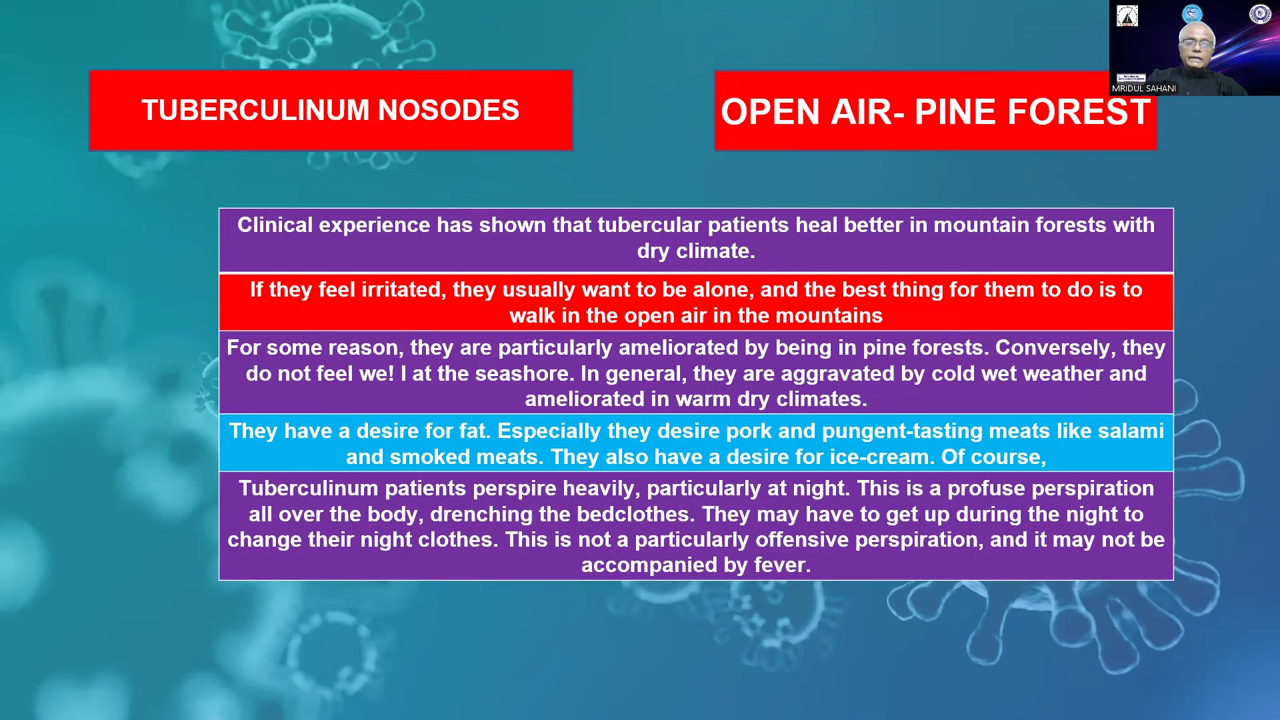 TUBERCULINUM NOSODES
OPEN AIR- PINE FOREST
MRIDUL SAHANI
Clinical experience has shown that tubercular patients heal better in mountain forests with
dry climate.
If they feel irritated, they usually want to be alone, and the best thing for them to do is to
walk in the open air in the mountains
For some reason, they are particularly ameliorated by being in pine forests. Conversely, they
do not feel we! I at the seashore. In general, they are aggravated by cold wet weather and
ameliorated in warm dry climates.
They have a desire for fat. Especially they desire pork and pungent-tasting meats like salami
and smoked meats. They also have a desire for ice-cream. Of course,
Tuberculinum patients perspire heavily, particularly at night. This is a profuse perspiration
all over the body, drenching the bedclothes. They may have to get up during the night to
change their night clothes. This is not a particularly offensive perspiration, and it may not be
accompanied by fever.